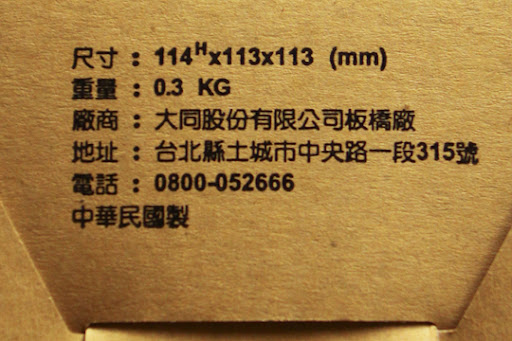 尺寸：114ᴴx113x113 (mm)
重量：0.3 KG
廠商：大同股份有限公司板橋廠
地址：台北縣土城市中央路一段315號
電話：0800-052666
中華民國製